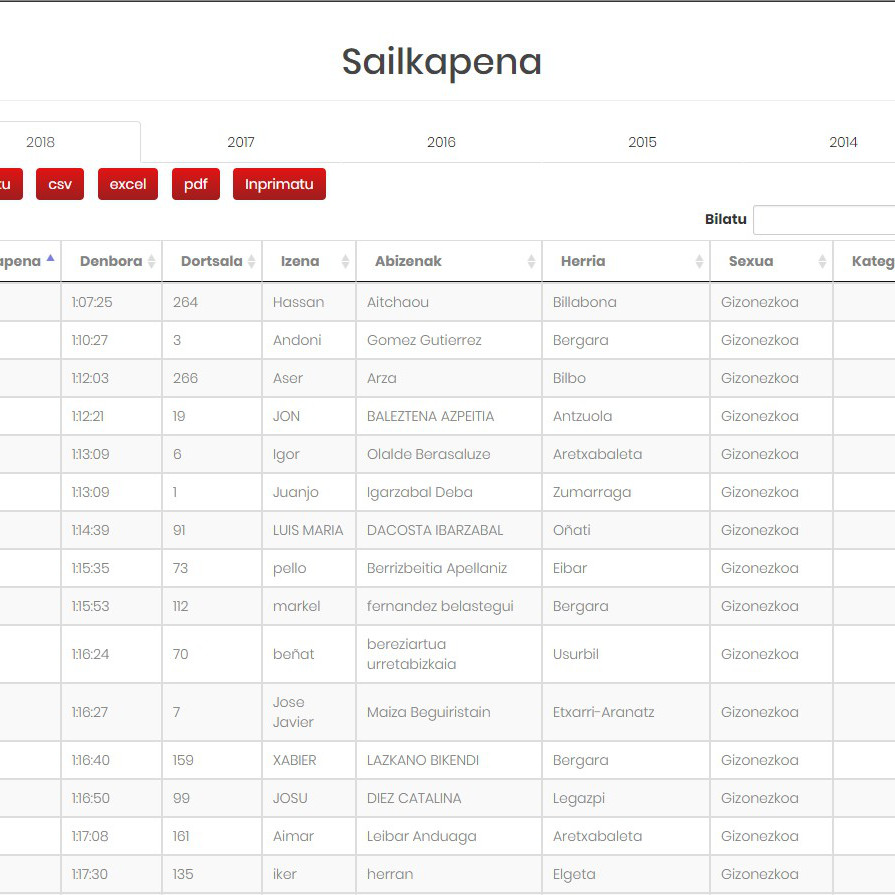 Sailkapena
2018 2017 2016 2015 2014
csv excel pdf Inprimatu
Bilatu
Denbora Dortsala Izena Abizenak Herria Sexua
1:07:25 264 Hassan Aitchaou Billabona Gizonezkoa
1:10:27 3 Andoni Gomez Gutierrez Bergara Gizonezkoa
1:12:03 266 Aser Arza Bilbo Gizonezkoa
1:12:21 19 JON BALEZTENA AZPEITIA Antzuola Gizonezkoa
1:13:09 6 Igor Olalde Berasaluze Aretxabaleta Gizonezkoa
1:13:09 1 Juanjo Igarzabal Deba Zumarraga Gizonezkoa
1:14:39 91 LUIS MARIA DACOSTA IBARZABAL Oñati Gizonezkoa
1:15:35 73 pello Berrizbeitia Apellaniz Eibar Gizonezkoa
1:15:53 112 markel fernandez belastegui Bergara Gizonezkoa
1:16:24 70 beñat bereziartua urretabizkaia Usurbil Gizonezkoa
1:16:27 7 Jose Javier Maiza Beguiristain Etxarri-Aranatz Gizonezkoa
1:16:40 159 XABIER LAZKANO BIKENDI Bergara Gizonezkoa
1:16:50 99 JOSU DIEZ CATALINA Legazpi Gizonezkoa
1:17:08 161 Aimar Leibar Anduaga Aretxabaleta Gizonezkoa
1:17:30 135 iker herran Elgeta Gizonezkoa